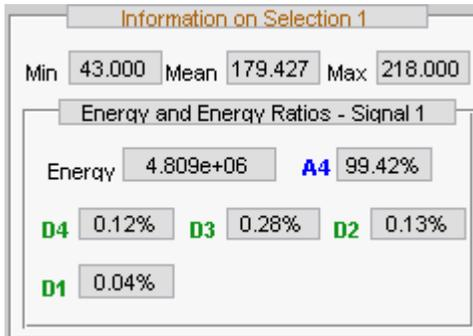 Information on Selection 1
Min 43.000 Mean 179.427 Max 218.000
Energy and Energy Ratios - Signal 1
Energy 4.809e+06 A4 99.42%
D4 0.12% D3 0.28% D2 0.13%
D1 0.04%